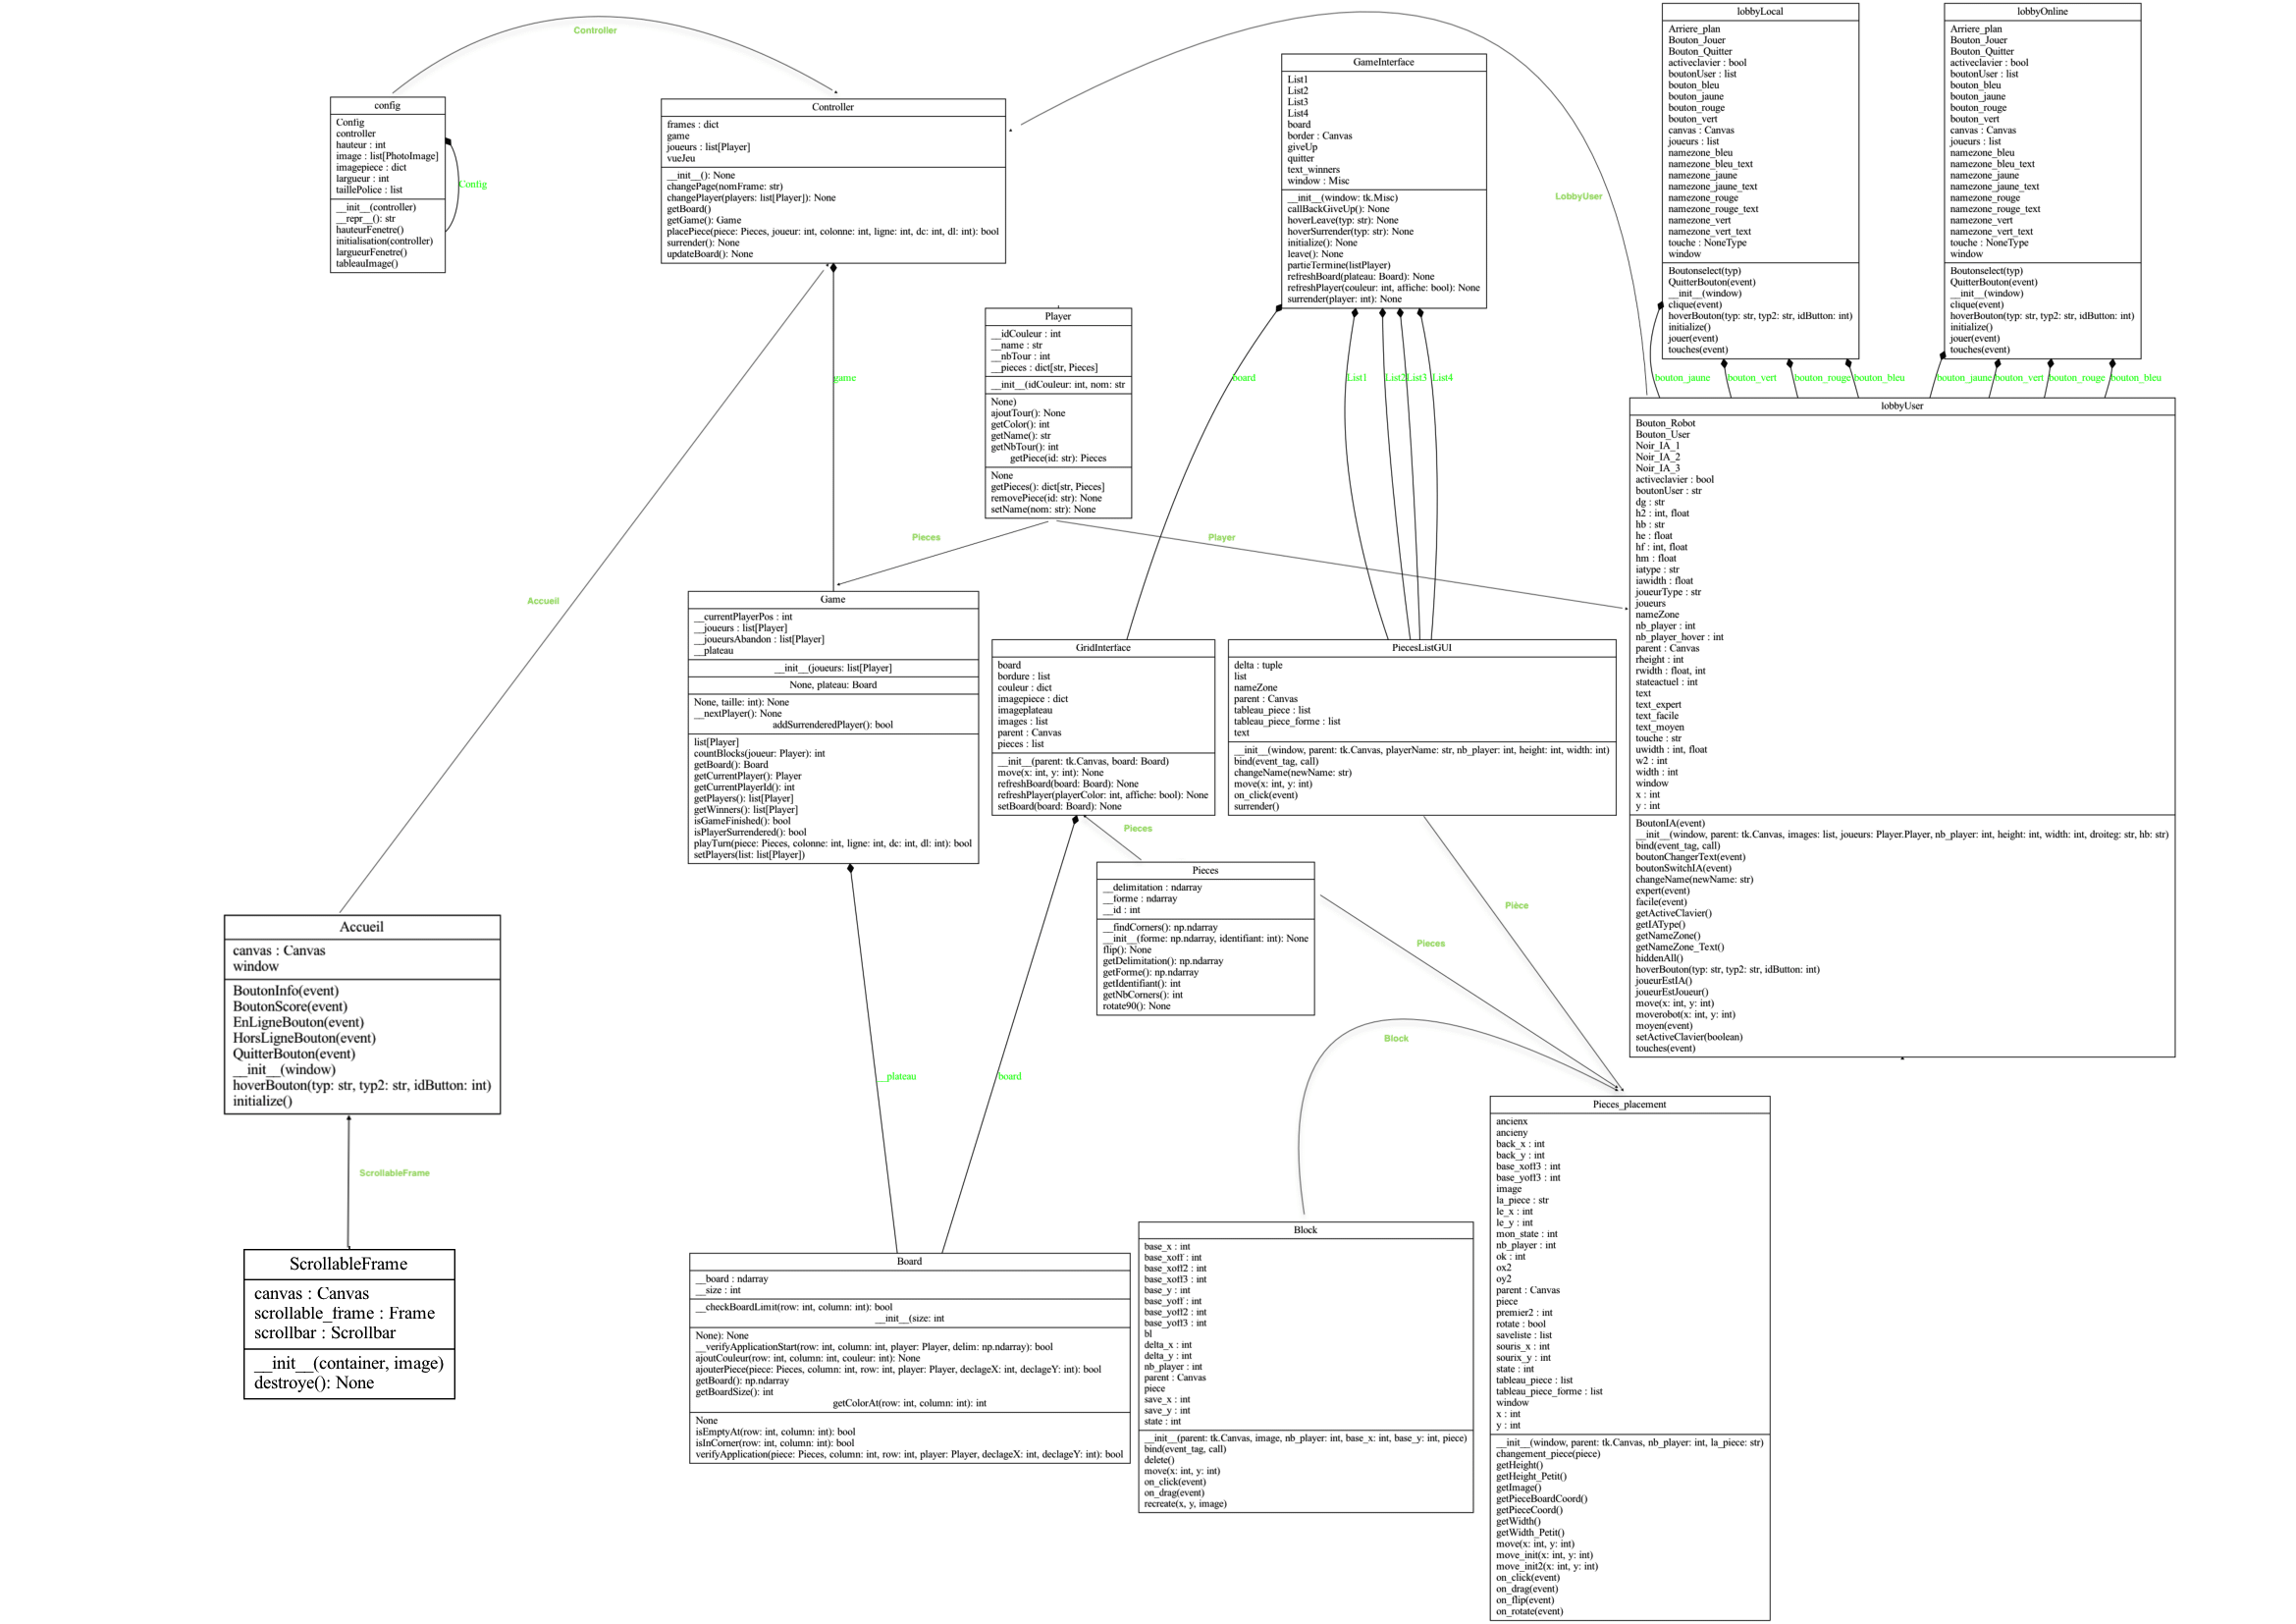 Controller
config
Config
controller
hauteur : int
image : list[PhotoImage]
imagepiece : dict
largueur : int
taillePolice : list
__init__(controller)
__repr__(): str
hauteurFenetre()
initialisation(controller)
largueurFenetre()
tableauImage()
Config
Controller
frames : dict
game
joueurs : list[Player]
vueJeu
__init__(): None
changePage(nomFrame: str)
changePlayer(players: list[Player]): None
getBoard()
getGame(): Game
placePiece(piece: Pieces, joueur: int, colonne: int, ligne: int, dc: int, dl: int): bool
surrender(): None
updateBoard(): None
GameInterface
List1
List2
List3
List4
board
border : Canvas
giveUp
quitter
text_winners
window : Misc
__init__(window: tk.Misc)
callBackGiveUp(): None
hoverLeave(typ: str): None
hoverSurrender(typ: str): None
initialize(): None
leave(): None
partieTermine(listPlayer)
refreshBoard(plateau: Board): None
refreshPlayer(couleur: int, affiche: bool): None
surrender(player: int): None
LobbyUser
lobbyLocal
Arriere_plan
Bouton_Jouer
Bouton_Quitter
activeclavier : bool
boutonUser : list
bouton_bleu
bouton_jaune
bouton_rouge
bouton_vert
canvas : Canvas
joueurs : list
namezone_bleu
namezone_bleu_text
namezone_jaune
namezone_jaune_text
namezone_rouge
namezone_rouge_text
namezone_vert
namezone_vert_text
touche : NoneType
window
Boutonselect(typ)
QuitterBouton(event)
__init__(window)
clique(event)
hoverBouton(typ: str, typ2: str, idButton: int)
initialize()
jouer(event)
touches(event)
lobbyOnline
Arriere_plan
Bouton_Jouer
Bouton_Quitter
activeclavier : bool
boutonUser : list
bouton_bleu
bouton_jaune
bouton_rouge
bouton_vert
canvas : Canvas
joueurs : list
namezone_bleu
namezone_bleu_text
namezone_jaune
namezone_jaune_text
namezone_rouge
namezone_rouge_text
namezone_vert
namezone_vert_text
touche : NoneType
window
Boutonselect(typ)
QuitterBouton(event)
__init__(window)
clique(event)
hoverBouton(typ: str, typ2: str, idButton: int)
initialize()
jouer(event)
touches(event)
Player
__idCouleur : int
__name : str
__nbTour : int
__pieces : dict[str, Pieces]
__init__(idCouleur: int, nom: str
None)
ajoutTour(): None
getColor(): int
getName(): str
getNbTour(): int
getPiece(id: str): Pieces
None
getPieces(): dict[str, Pieces]
removePiece(id: str): None
setName(nom: str): None
game
board
List1
List2
List3
List4
bouton_jaune
bouton_vert
bouton_rouge
bouton_bleu
bouton_jaune
bouton_vert
bouton_rouge
bouton_bleu
Pieces
Player
Accueil
lobbyUser
Bouton_Robot
Bouton_User
Noir_IA_1
Noir_IA_2
Noir_IA_3
activeclavier : bool
boutonUser : str
dg : str
h2 : int, float
hb : str
he : float
hf : int, float
hm : float
iatype : str
iawidth : float
joueurType : str
joueurs
nameZone
nb_player : int
nb_player_hover : int
parent : Canvas
rheight : int
rwidth : float, int
stateactuel : int
text
text_expert
text_facile
text_moyen
touche : str
uwidth : int, float
w2 : int
width : int
window
x : int
y : int
BoutonIA(event)
__init__(window, parent: tk.Canvas, images: list, joueurs: Player.Player, nb_player: int, height: int, width: int, droiteg: str, hb: str)
bind(event_tag, call)
boutonChangerText(event)
boutonSwitchIA(event)
changeName(newName: str)
expert(event)
facile(event)
getActiveClavier()
getIAType()
getNameZone()
getNameZone_Text()
hiddenAll()
hoverBouton(typ: str, typ2: str, idButton: int)
joueurEstIA()
joueurEstJoueur()
move(x: int, y: int)
moverobot(x: int, y: int)
moyen(event)
setActiveClavier(boolean)
touches(event)
Game
__currentPlayerPos : int
__joueurs : list[Player]
__joueursAbandon : list[Player]
__plateau
__init__(joueurs: list[Player]
None, plateau: Board
None, taille: int): None
__nextPlayer(): None
addSurrenderedPlayer(): bool
list[Player]
countBlocks(joueur: Player): int
getBoard(): Board
getCurrentPlayer(): Player
getCurrentPlayerId(): int
getPlayers(): list[Player]
getWinners(): list[Player]
isGameFinished(): bool
isPlayerSurrendered(): bool
playTurn(piece: Pieces, colonne: int, ligne: int, dc: int, dl: int): bool
setPlayers(list: list[Player])
GridInterface
board
bordure : list
couleur : dict
imagepiece : dict
imageplateau
images : list
parent : Canvas
pieces : list
__init__(parent: tk.Canvas, board: Board)
move(x: int, y: int): None
refreshBoard(board: Board): None
refreshPlayer(playerColor: int, affiche: bool): None
setBoard(board: Board): None
PiecesListGUI
delta : tuple
list
nameZone
parent : Canvas
tableau_piece : list
tableau_piece_forme : list
text
__init__(window, parent: tk.Canvas, playerName: str, nb_player: int, height: int, width: int)
bind(event_tag, call)
changeName(newName: str)
move(x: int, y: int)
on_click(event)
surrender()
Pieces
Pieces
__delimitation : ndarray
__forme : ndarray
__id : int
__findCorners(): np.ndarray
__init__(forme: np.ndarray, identifiant: int): None
flip(): None
getDelimitation(): np.ndarray
getForme(): np.ndarray
getIdentifiant(): int
getNbCorners(): int
rotate90(): None
Pièce
Pieces
Block
Accueil
canvas : Canvas
window
BoutonInfo(event)
BoutonScore(event)
EnLigneBouton(event)
HorsLigneBouton(event)
QuitterBouton(event)
__init__(window)
hoverBouton(typ: str, typ2: str, idButton: int)
initialize()
ScrollableFrame
__plateau
board
ScrollableFrame
canvas : Canvas
scrollable_frame : Frame
scrollbar : Scrollbar
__init__(container, image)
destroye(): None
Board
__board : ndarray
__size : int
__checkBoardLimit(row: int, column: int): bool
__init__(size: int
None): None
__verifyApplicationStart(row: int, column: int, player: Player, delim: np.ndarray): bool
ajoutCouleur(row: int, column: int, couleur: int): None
ajouterPiece(piece: Pieces, column: int, row: int, player: Player, declageX: int, declageY: int): bool
getBoard(): np.ndarray
getBoardSize(): int
getColorAt(row: int, column: int): int
None
isEmptyAt(row: int, column: int): bool
isInCorner(row: int, column: int): bool
verifyApplication(piece: Pieces, column: int, row: int, player: Player, declageX: int, declageY: int): bool
Block
base_x : int
base_xoff : int
base_xoff2 : int
base_xoff3 : int
base_y : int
base_yoff : int
base_yoff2 : int
base_yoff3 : int
bl
delta_x : int
delta_y : int
nb_player : int
parent : Canvas
piece
save_x : int
save_y : int
state : int
__init__(parent: tk.Canvas, image, nb_player: int, base_x: int, base_y: int, piece)
bind(event_tag, call)
delete()
move(x: int, y: int)
on_click(event)
on_drag(event)
recreate(x, y, image)
Pieces_placement
ancienx
ancieny
back_x : int
back_y : int
base_xoff3 : int
base_yoff3 : int
image
la_piece : str
le_x : int
le_y : int
mon_state : int
nb_player : int
ok : int
ox2
oy2
parent : Canvas
piece
premier2 : int
rotate : bool
saveliste : list
souris_x : int
sourix_y : int
state : int
tableau_piece : list
tableau_piece_forme : list
window
x : int
y : int
__init__(window, parent: tk.Canvas, nb_player: int, la_piece: str)
changement_piece(piece)
getHeight()
getHeight_Petit()
getImage()
getPieceBoardCoord()
getPieceCoord()
getWidth()
getWidth_Petit()
move(x: int, y: int)
move_init(x: int, y: int)
move_init2(x: int, y: int)
on_click(event)
on_drag(event)
on_flip(event)
on_rotate(event)